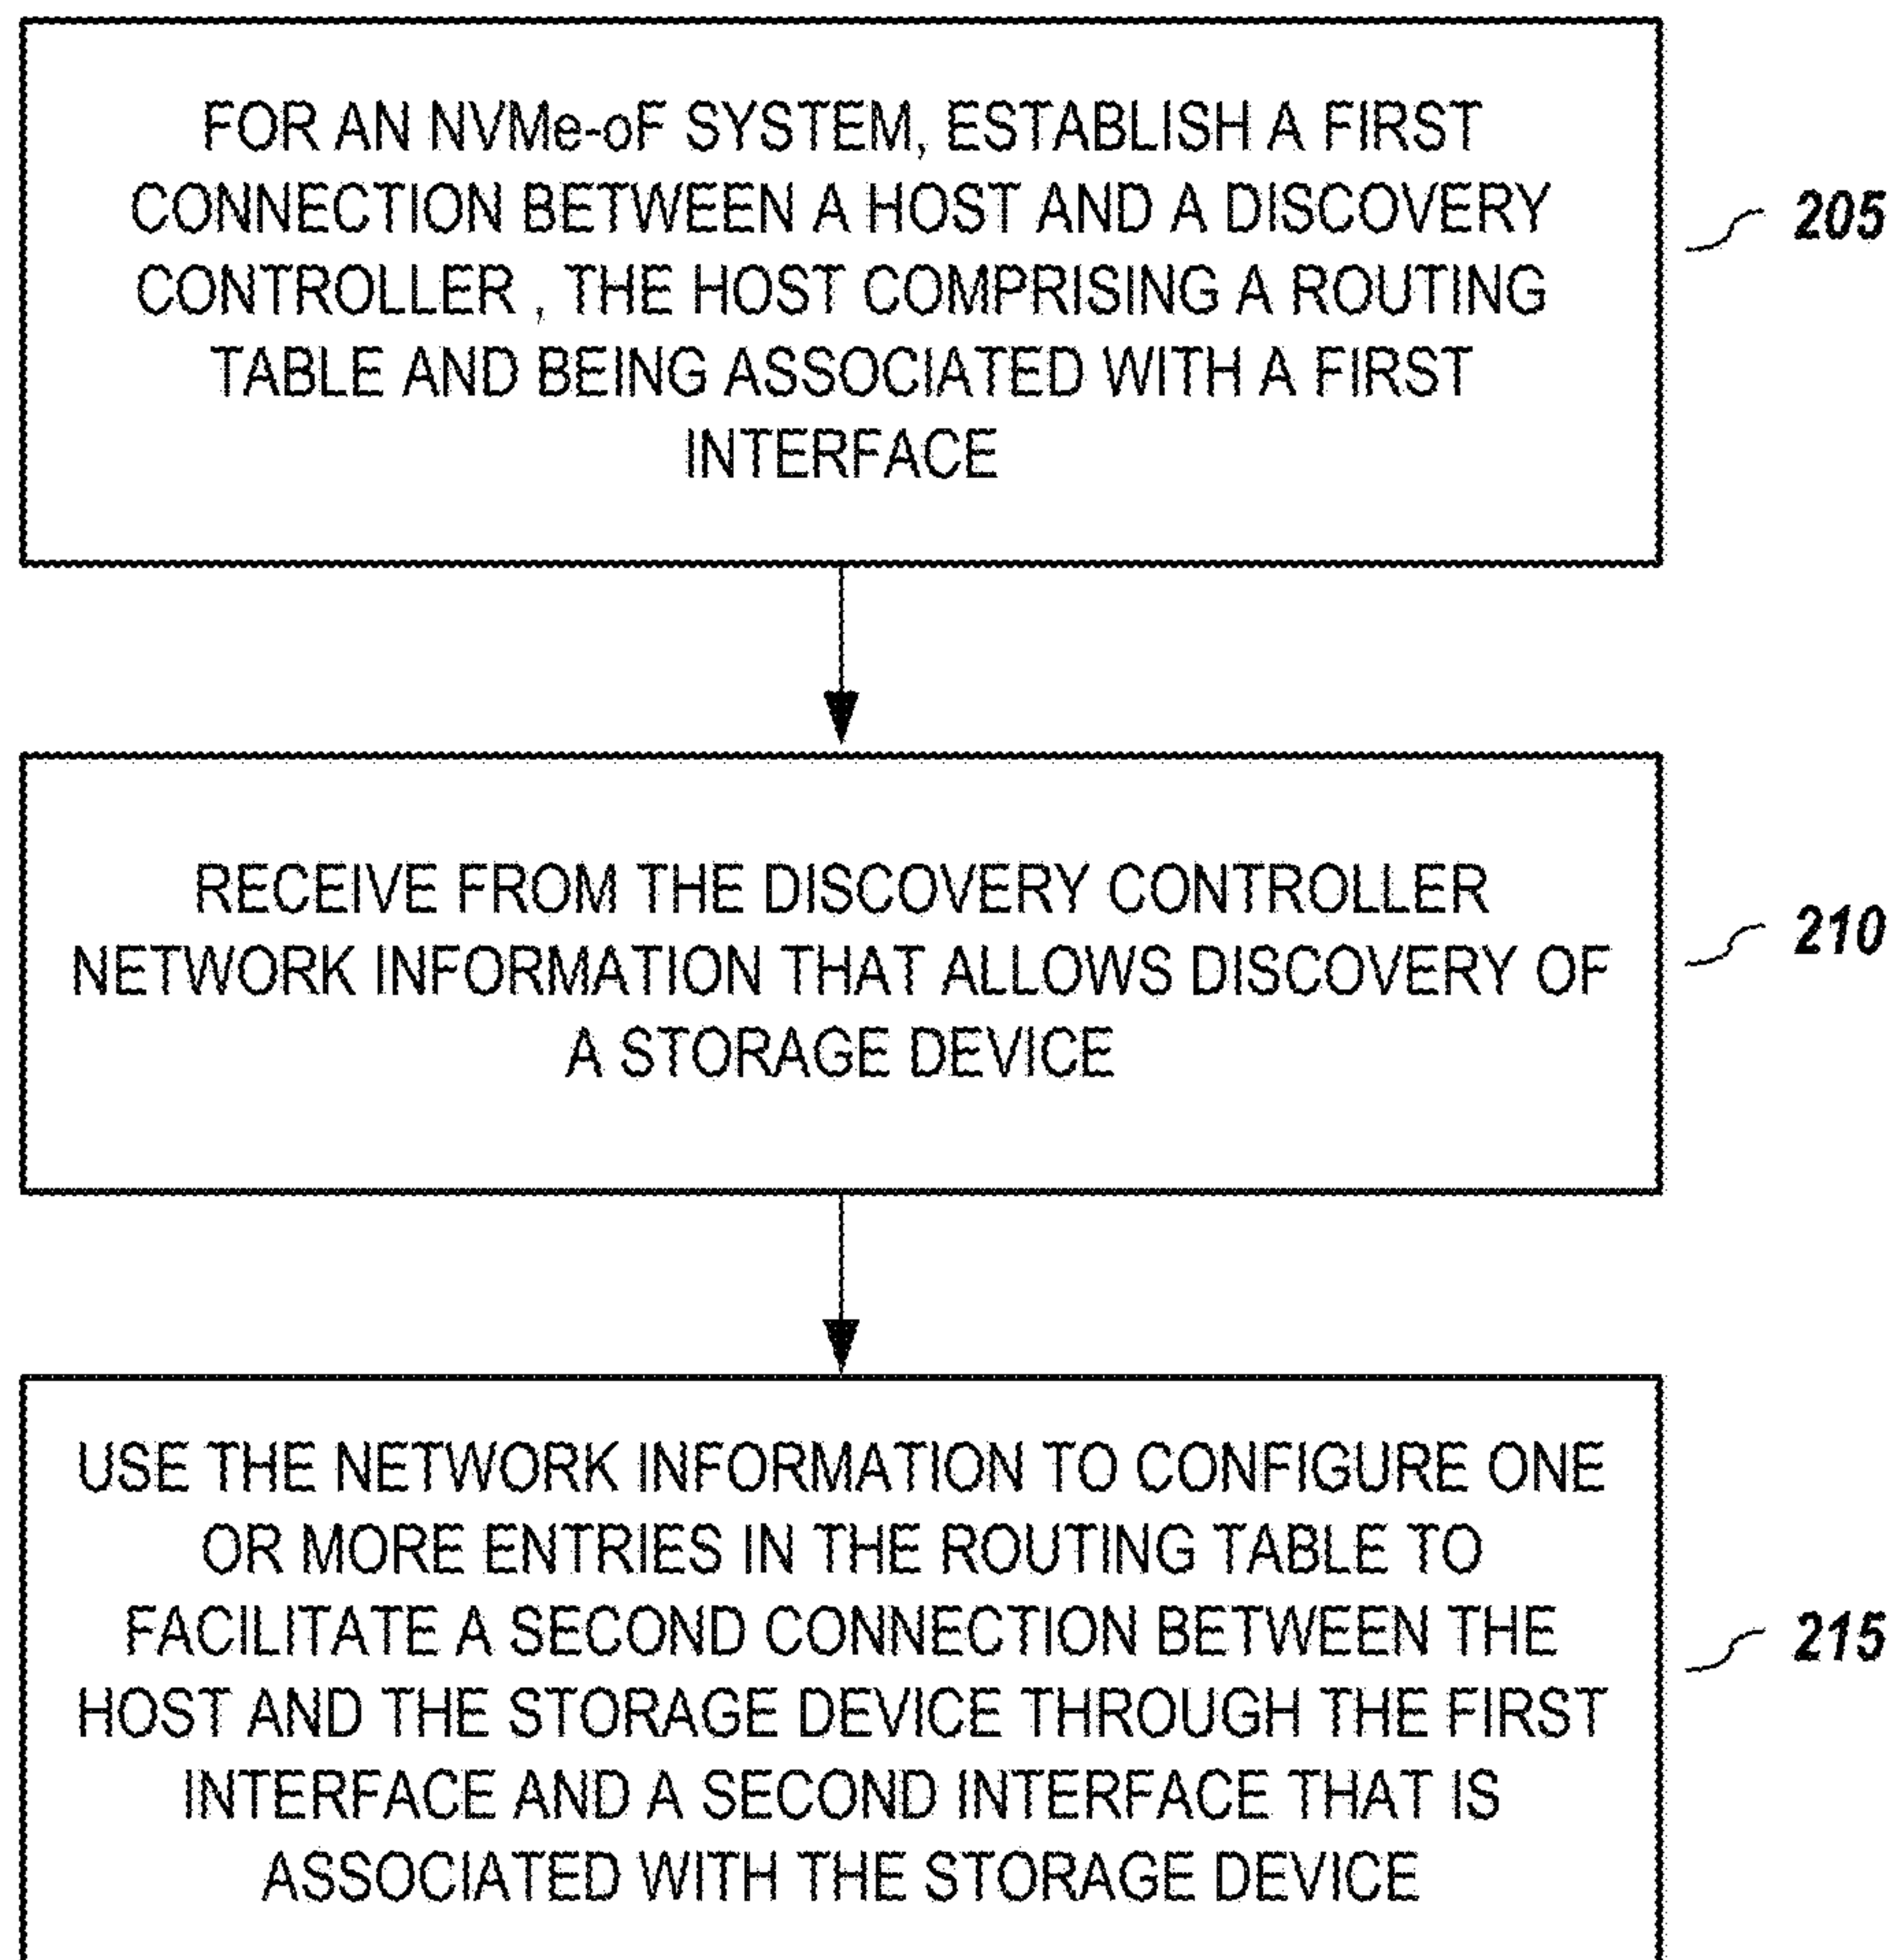 FOR AN NVMe-oF SYSTEM, ESTABLISH A FIRST
CONNECTION BETWEEN A HOST AND A DISCOVERY
CONTROLLER , THE HOST COMPRISING A ROUTING
TABLE AND BEING ASSOCIATED WITH A FIRST
INTERFACE
205
RECEIVE FROM THE DISCOVERY CONTROLLER
NETWORK INFORMATION THAT ALLOWS DISCOVERY OF
A STORAGE DEVICE
210
USE THE NETWORK INFORMATION TO CONFIGURE ONE
OR MORE ENTRIES IN THE ROUTING TABLE TO
FACILITATE A SECOND CONNECTION BETWEEN THE
HOST AND THE STORAGE DEVICE THROUGH THE FIRST
INTERFACE AND A SECOND INTERFACE THAT IS
ASSOCIATED WITH THE STORAGE DEVICE
215